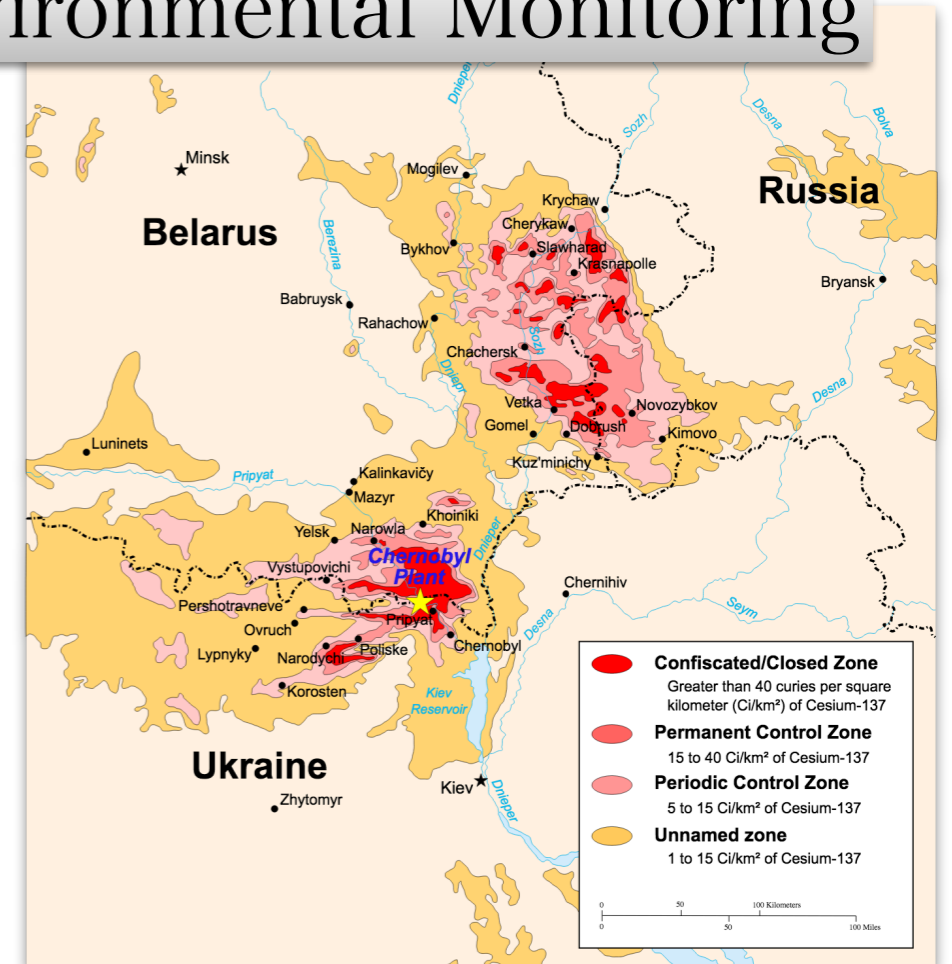 ironmental Monitoring
Dnieper
Sozh
Desna
Bolva
Minsk
Mogilev
Russia
Krychaw
Belarus
Cherykaw
Berezina
Bykhov
Slawharad
Krasnapolle
Bryansk
Babruysk
Rahachow
Sozh
Chachersk
Dniepr
Desna
Vetka
Novozybkov
Gomel
Dobrush
Kimovo
Luninets
Kuz'minichy
Pripyat
Kalinkavičy
Mazyr
Khoiniki
Yelsk
Narowla
Dnieper
Chernobyl
Plant
Vystupovichi
Chernihiv
Pershotravneve
Pripyat
Desna
Seym
Ovruch
Chernobyl
Lypnyky
Narodychi
Poliske
Korosten
Kiev
Reservoir
Ukraine
Kiev
Dnieper
Zhytomyr
Confiscated/Closed Zone
Greater than 40 curies per square
kilometer (Ci/km²) of Cesium-137
Permanent Control Zone
15 to 40 Ci/km² of Cesium-137
Periodic Control Zone
5 to 15 Ci/km² of Cesium-137
Unnamed zone
1 to 15 Ci/km² of Cesium-137
0 50 100 Kilometers
0 50 100 Miles